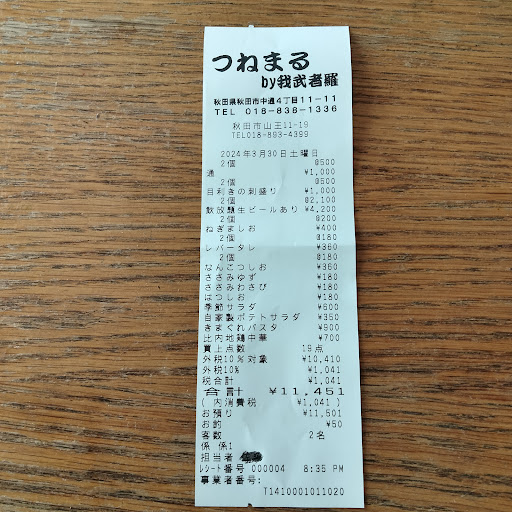 つねまる
by我武者羅
秋田県秋田市中通4丁目11-11
TEL 018-838-1336
秋田市山王11-19
TEL018-893-4399
2024年3月30日土曜日
2個 @500
通 ¥1,000
2個 @500
目利きの刺盛り ¥1,000
2個 @2,100
飲放題生ビールあり ¥4,200
2個 @200
ねぎましお ¥400
2個 @180
レバータレ ¥360
2個 @180
なんこつしお ¥360
ささみゆず ¥180
ささみわさび ¥180
はつしお ¥180
季節サラダ ¥600
自家製ポテトサラダ ¥350
きまぐれパスタ ¥900
比内地鶏中華 ¥700
買上点数 19点
外税10%対象 ¥10,410
外税10% ¥1,041
税合計 ¥1,041
合計 ¥11,451
(内消費税 ¥1,041)
お預り ¥11,501
お釣 ¥50
客数 2名
係 係1
担当者
レシート番号 000004 8:35 PM
事業者番号:
T1410001011020